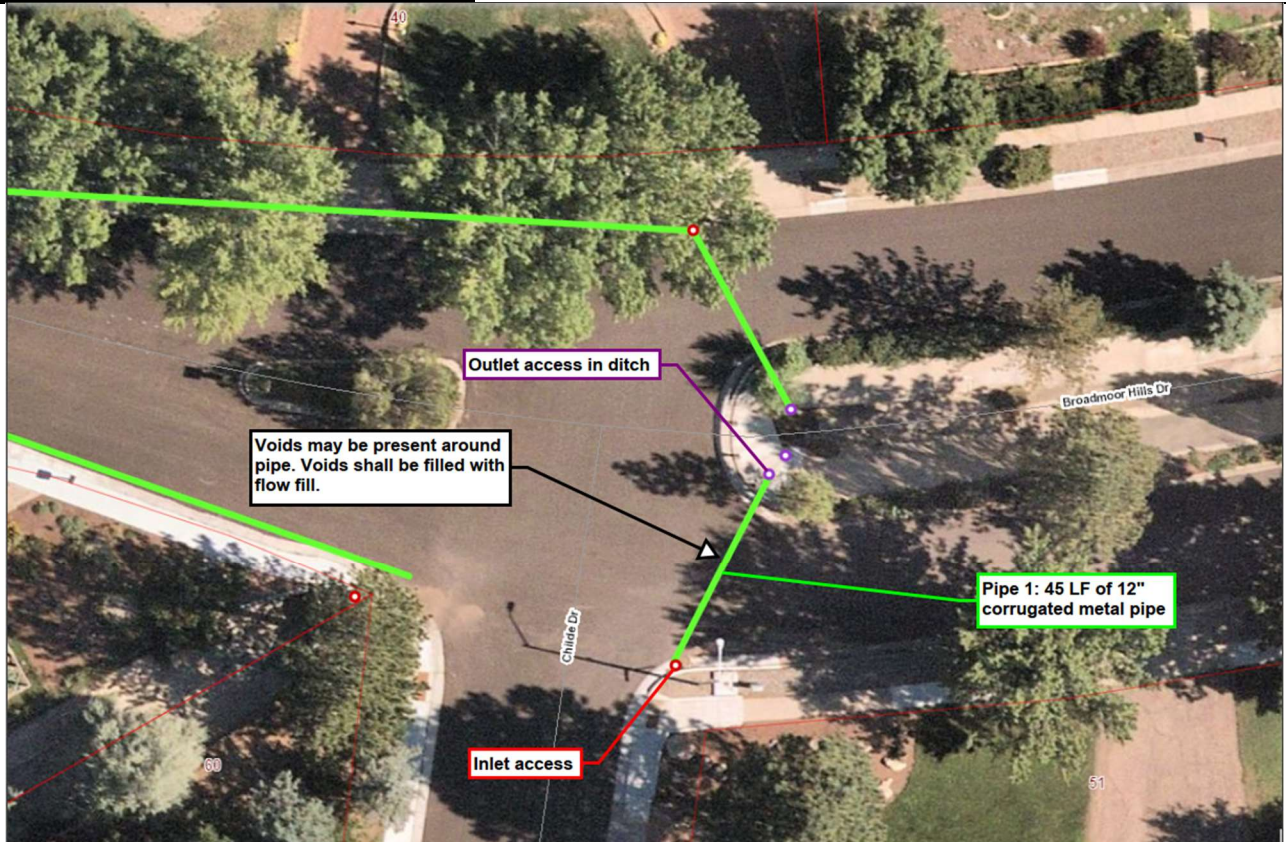 40
Outlet access in ditch
Broadmoor Hills Dr
Voids may be present around
pipe. Voids shall be filled with
flow fill.
Pipe 1: 45 LF of 12"
corrugated metal pipe
Childe Dr
Inlet access
60
51